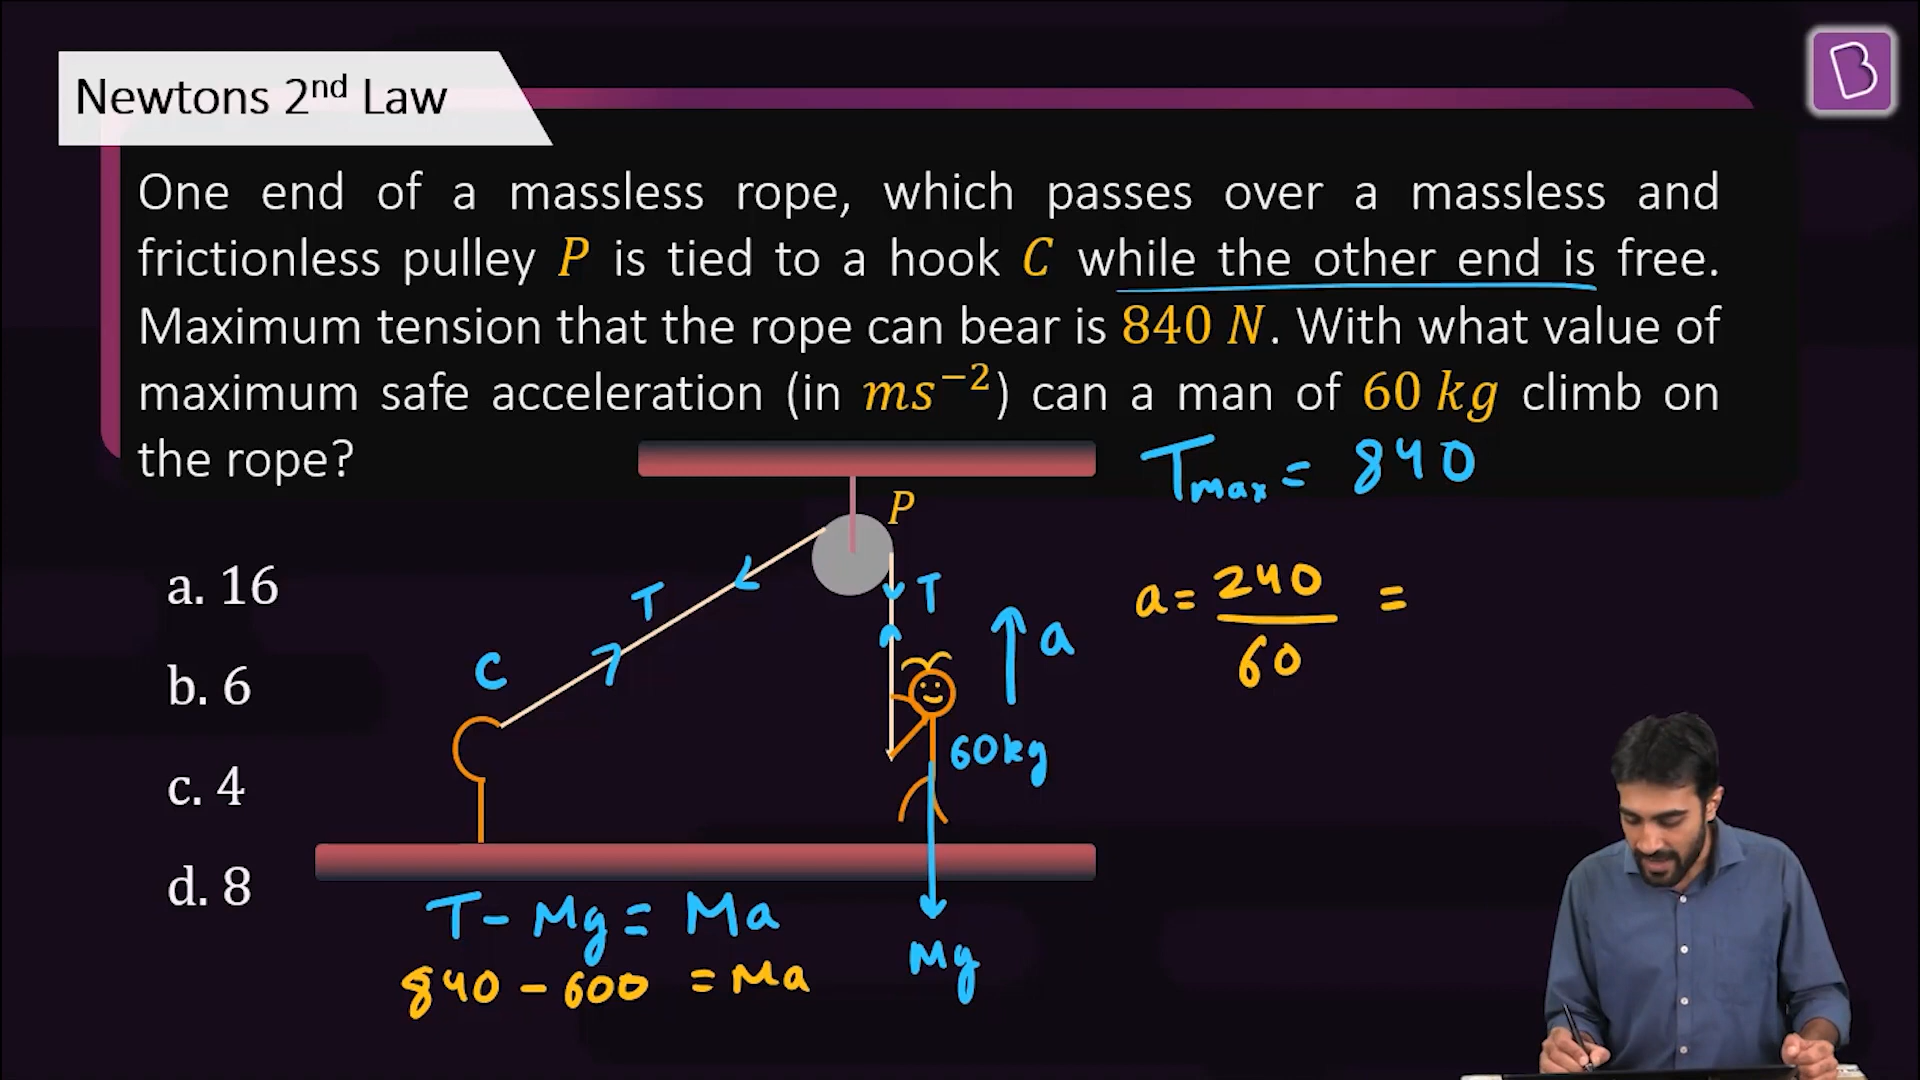 Newtons 2nd Law
B
One end of a massless rope, which passes over a massless and
frictionless pulley P is tied to a hook C while the other end is free.
Maximum tension that the rope can bear is 840 N. With what value of
maximum safe acceleration (in ms⁻²) can a man of 60 kg climb on
the rope?
Tmax = 840
P
a. 16
T
T
a
a = 240/60 =
C
b. 6
60kg
c. 4
d. 8
T - Mg = Ma
Mg
840 - 600 = Ma